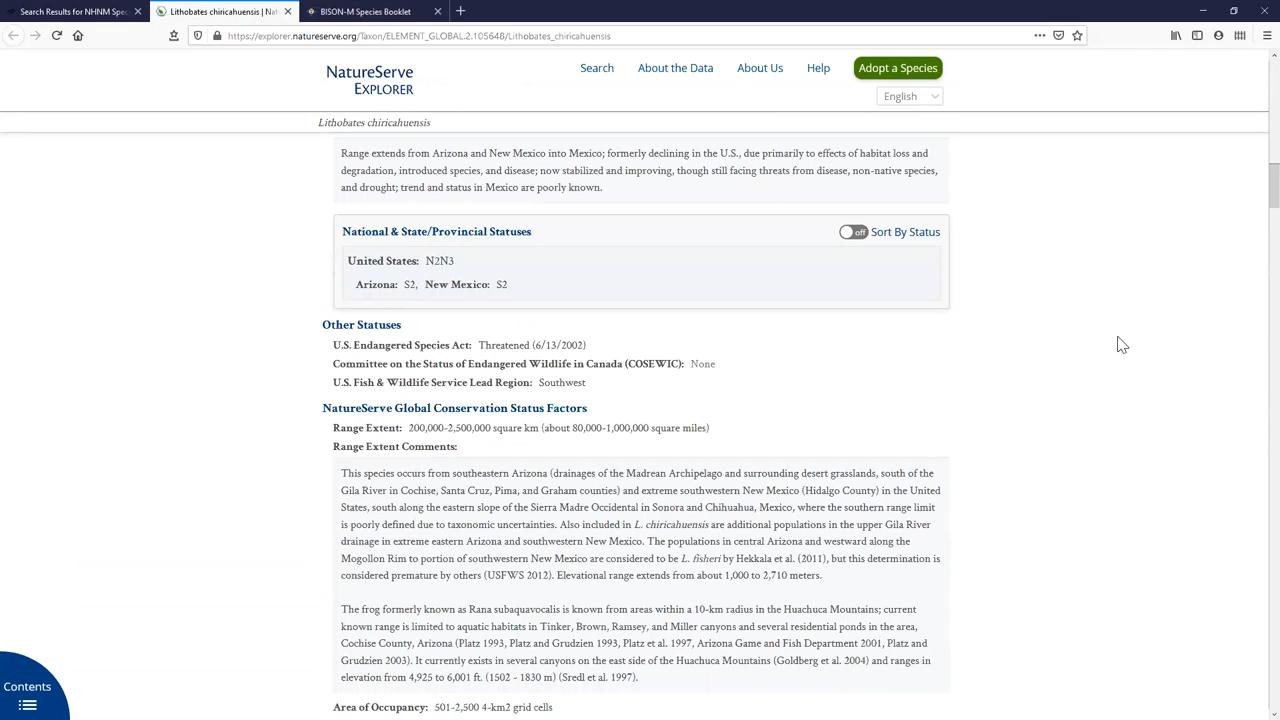 Search Results for NHNM Spec
Lithobates chiricahuensis | Nat
BISON-M Species Booklet
https://explorer.natureserve.org/Taxon/ELEMENT_GLOBAL.2.105648/Lithobates_chiricahuensis
NatureServe
EXPLORER
Search
About the Data
About Us
Help
Adopt a Species
English
Lithobates chiricahuensis
Range extends from Arizona and New Mexico into Mexico; formerly declining in the U.S., due primarily to effects of habitat loss and
degradation, introduced species, and disease; now stabilized and improving, though still facing threats from disease, non-native species,
and drought; trend and status in Mexico are poorly known.
National & State/Provincial Statuses
off Sort By Status
United States: N2N3
Arizona: S2, New Mexico: S2
Other Statuses
U.S. Endangered Species Act: Threatened (6/13/2002)
Committee on the Status of Endangered Wildlife in Canada (COSEWIC): None
U.S. Fish & Wildlife Service Lead Region: Southwest
NatureServe Global Conservation Status Factors
Range Extent: 200,000-2,500,000 square km (about 80,000-1,000,000 square miles)
Range Extent Comments:
This species occurs from southeastern Arizona (drainages of the Madrean Archipelago and surrounding desert grasslands, south of the
Gila River in Cochise, Santa Cruz, Pima, and Graham counties) and extreme southwestern New Mexico (Hidalgo County) in the United
States, south along the eastern slope of the Sierra Madre Occidental in Sonora and Chihuahua, Mexico, where the southern range limit
is poorly defined due to taxonomic uncertainties. Also included in L. chiricahuensis are additional populations in the upper Gila River
drainage in extreme eastern Arizona and southwestern New Mexico. The populations in central Arizona and westward along the
Mogollon Rim to portion of southwestern New Mexico are considered to be L. fisheri by Hekkala et al. (2011), but this determination is
considered premature by others (USFWS 2012). Elevational range extends from about 1,000 to 2,710 meters.
The frog formerly known as Rana subaquavocalis is known from areas within a 10-km radius in the Huachuca Mountains; current
known range is limited to aquatic habitats in Tinker, Brown, Ramsey, and Miller canyons and several residential ponds in the area,
Cochise County, Arizona (Platz 1993, Platz and Grudzien 1993, Platz et al. 1997, Arizona Game and Fish Department 2001, Platz and
Grudzien 2003). It currently exists in several canyons on the east side of the Huachuca Mountains (Goldberg et al. 2004) and ranges in
elevation from 4,925 to 6,001 ft. (1502 - 1830 m) (Sredl et al. 1997).
Area of Occupancy: 501-2,500 4-km2 grid cells
Contents